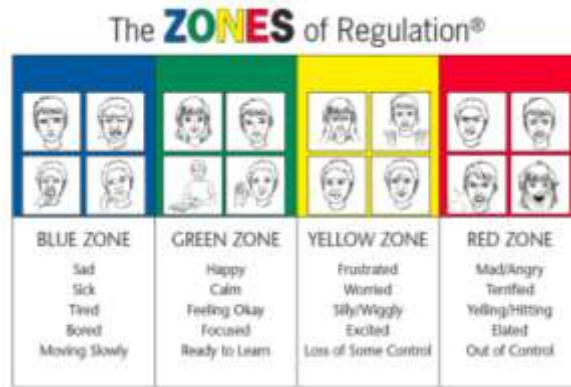 The ZONES of Regulation®
BLUE ZONE
Sad
Sick
Tired
Bored
Moving Slowly
GREEN ZONE
Happy
Calm
Feeling Okay
Focused
Ready to Learn
YELLOW ZONE
Frustrated
Worried
Silly/Wiggly
Excited
Loss of Some Control
RED ZONE
Mad/Angry
Terrified
Yelling/Hitting
Elated
Out of Control